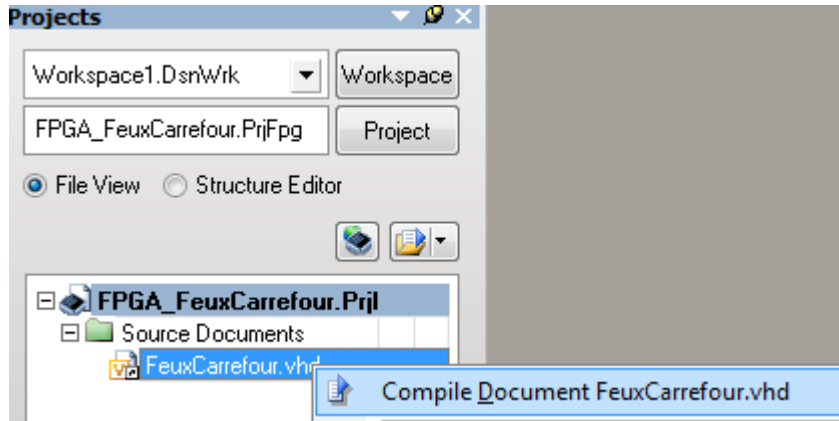 Projects
Workspace1.DsnWrk Workspace
FPGA_FeuxCarrefour.PrjFpg Project
File View Structure Editor
FPGA_FeuxCarrefour.Prj
Source Documents
FeuxCarrefour.vhd
Compile Document FeuxCarrefour.vhd